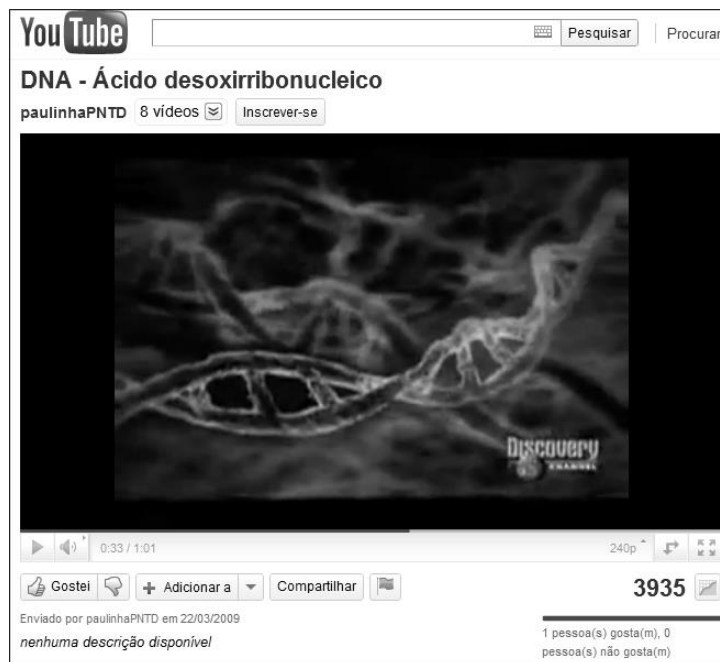 YouTube Pesquisar Procurar
DNA - Ácido desoxirribonucleico
paulinhaPNTD 8 vídeos Inscrever-se
Discovery
CHANNEL
0:33 / 1:01 240p
Gostei Adicionar a Compartilhar 3935
Enviado por paulinhaPNTD em 22/03/2009
nenhuma descrição disponível
1 pessoa(s) gosta(m), 0
pessoa(s) não gosta(m)